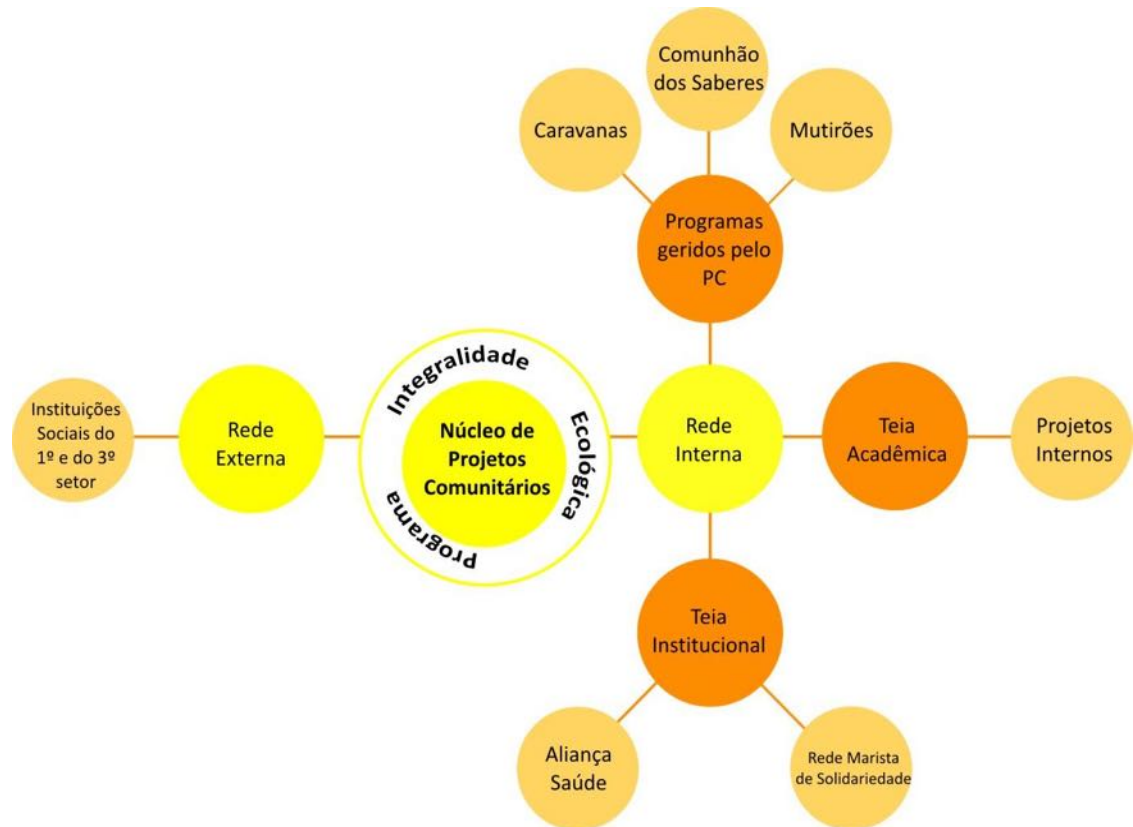 Comunhão
dos Saberes
Caravanas
Mutirões
Programas
geridos pelo
PC
Instituições
Sociais do
1º e do 3º
setor
Rede
Externa
Programa
Integralidade
Ecológica
Núcleo de
Projetos
Comunitários
Rede
Interna
Teia
Acadêmica
Projetos
Internos
Teia
Institucional
Aliança
Saúde
Rede Marista
de Solidariedade